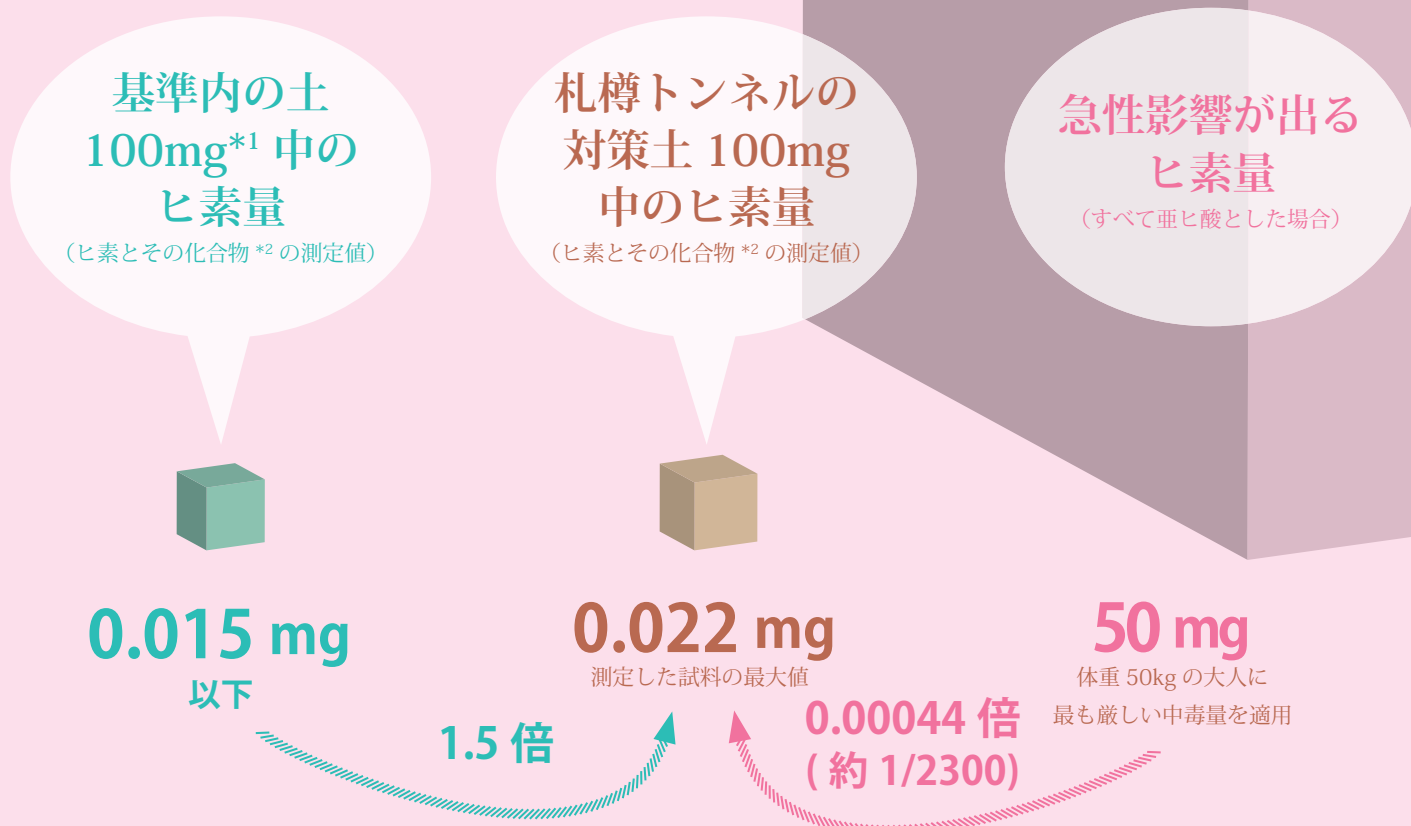 基準内の土
100mg*1 中の
ヒ素量
（ヒ素とその化合物 *2 の測定値）
札樽トンネルの
対策土 100mg
中のヒ素量
（ヒ素とその化合物 *2 の測定値）
急性影響が出る
ヒ素量
（すべて亜ヒ酸とした場合）
0.015 mg
以下
0.022 mg
測定した試料の最大値
50 mg
体重 50kg の大人に
最も厳しい中毒量を適用
1.5 倍
0.00044 倍
( 約 1/2300)